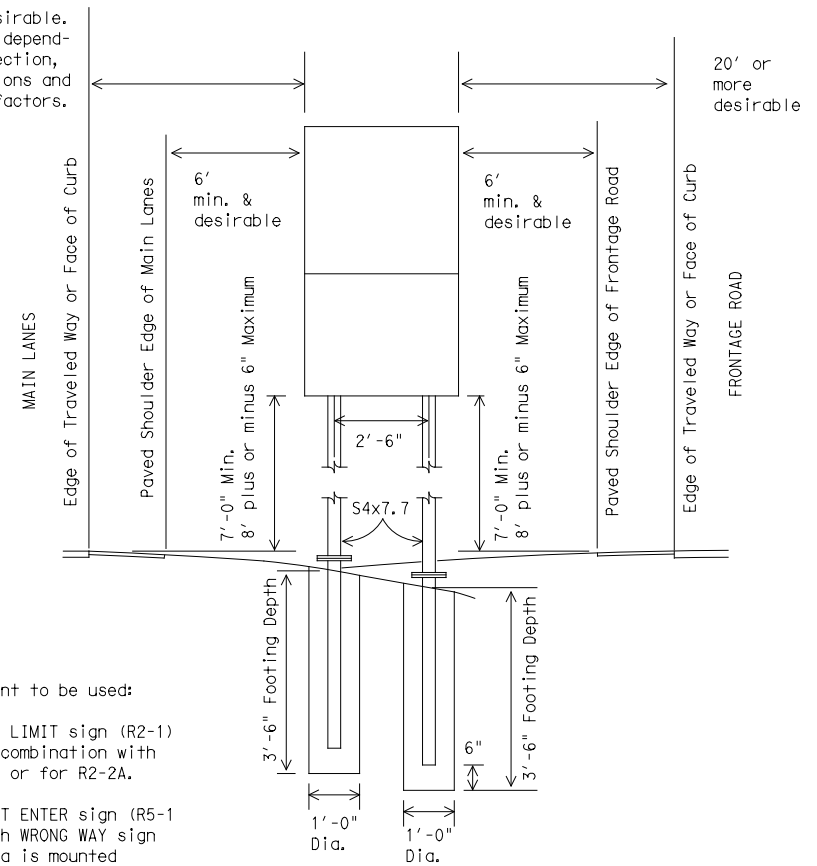 sirable.
depend-
ection,
ons and
factors.
20' or
more
desirable
6'
min. &
desirable
6'
min. &
desirable
MAIN LANES
Edge of Traveled Way or Face of Curb
Paved Shoulder Edge of Main Lanes
7'-0" Min.
8' plus or minus 6" Maximum
2'-6"
S4x7.7
7'-0" Min.
8' plus or minus 6" Maximum
Paved Shoulder Edge of Frontage Road
Edge of Traveled Way or Face of Curb
FRONTAGE ROAD
3'-6" Footing Depth
3'-6" Footing Depth
6"
1'-0"
Dia.
1'-0"
Dia.
nt to be used:
LIMIT sign (R2-1)
combination with
or for R2-2A.
T ENTER sign (R5-1
h WRONG WAY sign
a is mounted